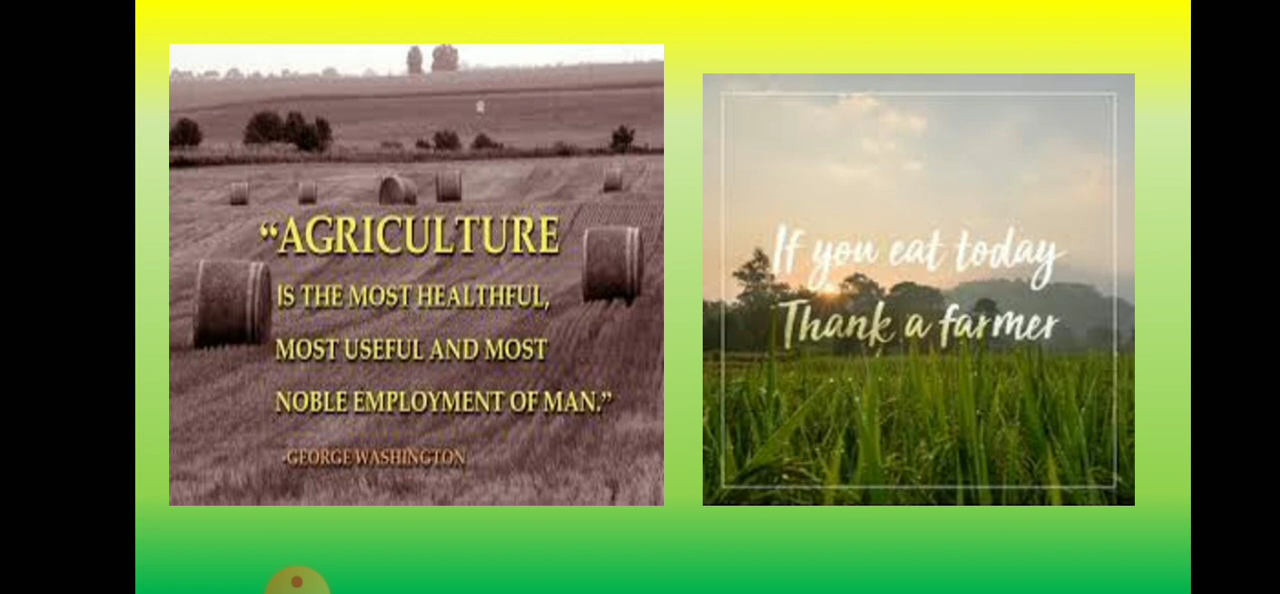 “AGRICULTURE
IS THE MOST HEALTHFUL,
MOST USEFUL AND MOST
NOBLE EMPLOYMENT OF MAN.”
-GEORGE WASHINGTON
If you eat today
Thank a farmer